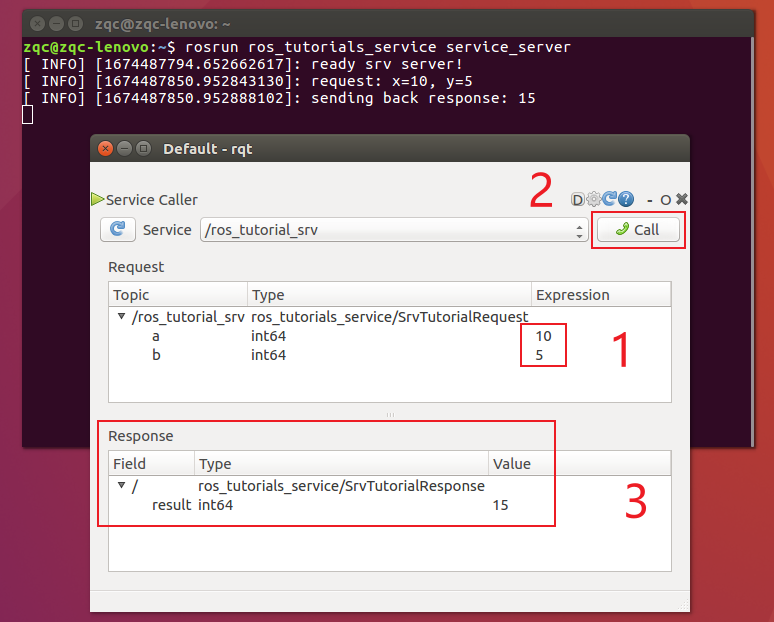 zqc@zqc-lenovo: ~
zqc@zqc-lenovo:~$ rosrun ros_tutorials_service service_server
[ INFO] [1674487794.652662617]: ready srv server!
[ INFO] [1674487850.952843130]: request: x=10, y=5
[ INFO] [1674487850.952888102]: sending back response: 15
Default - rqt
Service Caller
2
D ? - O
Service /ros_tutorial_srv Call
Request
Topic Type Expression
/ros_tutorial_srv ros_tutorials_service/SrvTutorialRequest
a int64 10
b int64 5
1
Response
Field Type Value
/ ros_tutorials_service/SrvTutorialResponse
result int64 15
3